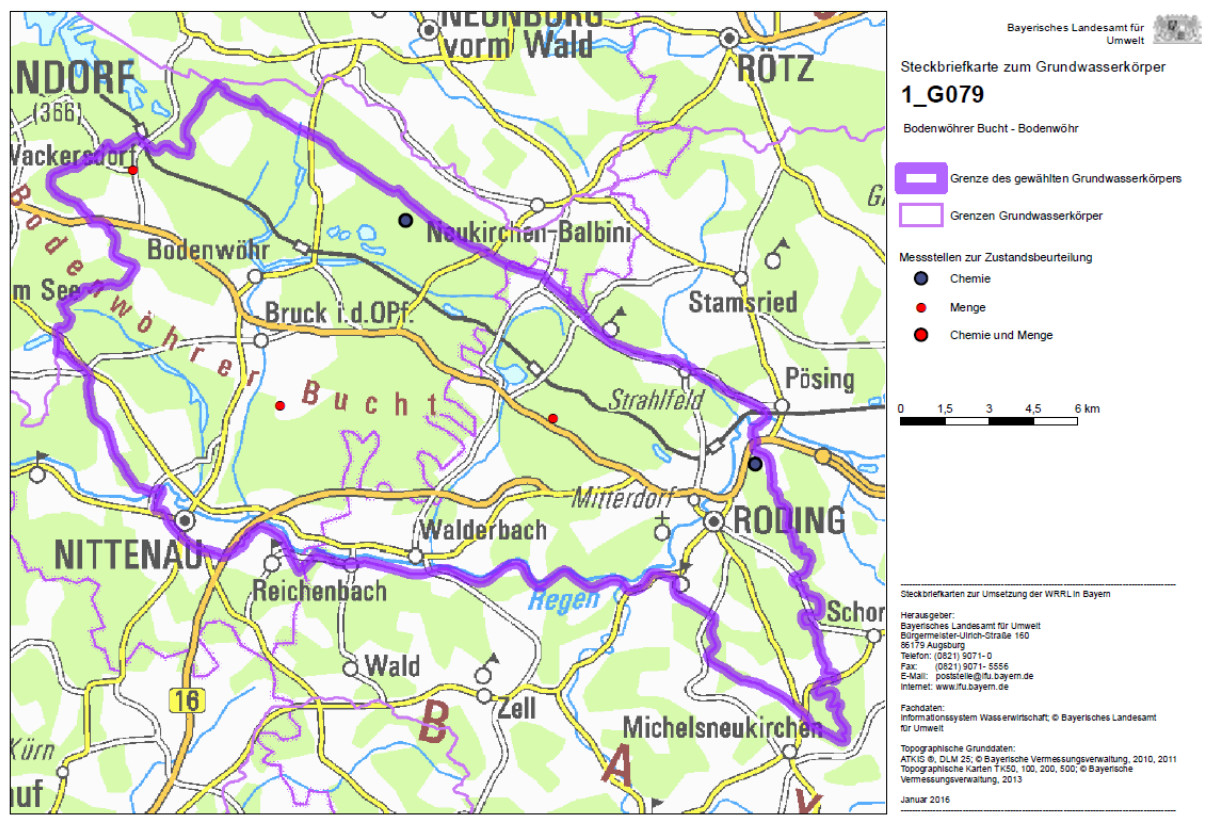 NEUNBURG
vorm Wald
RÖTZ
NDORF
(366)
Wackersdorf
Neukirchen-Balbini
Bodenwöhr
m See
Bodenwöhrer Bucht
Bruck i.d.OPf.
Stamsried
Pösing
Strahlfeld
Mitterdorf
RODING
Walderbach
NITTENAU
Reichenbach
Regen
Schor
Wald
Zell
16
Michelsneukirchen
B A Y
Kürn
uf
Bayerisches Landesamt für
Umwelt
Steckbriefkarte zum Grundwasserkörper
1_G079
Bodenwöhrer Bucht - Bodenwöhr
Grenze des gewählten Grundwasserkörpers
Grenzen Grundwasserkörper
Messstellen zur Zustandsbeurteilung
Chemie
Menge
Chemie und Menge
0 1,5 3 4,5 6 km
Steckbriefkarten zur Umsetzung der WRRL in Bayern
Herausgeber:
Bayerisches Landesamt für Umwelt
Bürgermeister-Ulrich-Straße 160
86179 Augsburg
Telefon: (0821) 9071- 0
Fax: (0821) 9071- 5556
E-Mail: poststelle@lfu.bayern.de
Internet: www.lfu.bayern.de
Fachdaten:
Informationssystem Wasserwirtschaft; © Bayerisches Landesamt
für Umwelt
Topographische Grunddaten:
ATKIS ®, DLM 25; © Bayerische Vermessungsverwaltung, 2010, 2011
Topographische Karten TK50, 100, 200, 500; © Bayerische
Vermessungsverwaltung, 2013
Januar 2016